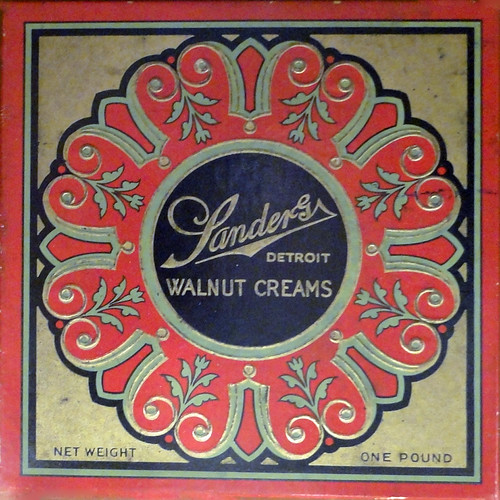 Sanders
DETROIT
WALNUT CREAMS
NET WEIGHT
ONE POUND